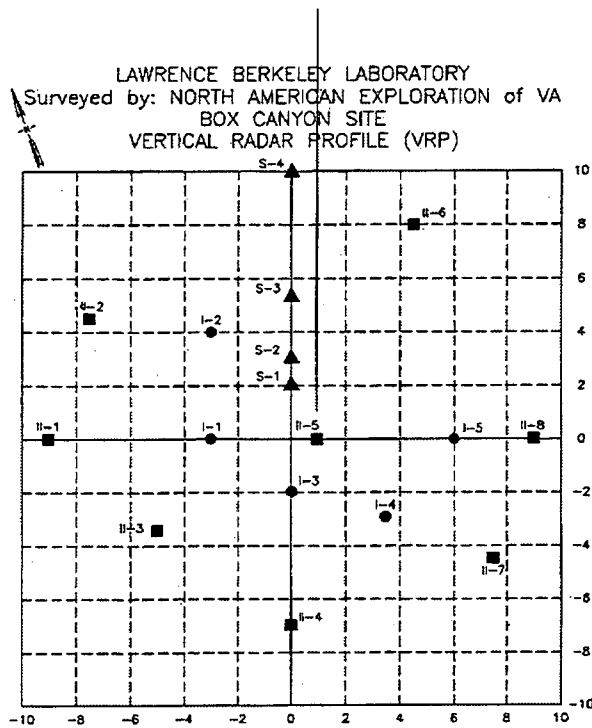 LAWRENCE BERKELEY LABORATORY
Surveyed by: NORTH AMERICAN EXPLORATION of VA
BOX CANYON SITE
VERTICAL RADAR PROFILE (VRP)
S-4
10
II-6
8
6
S-3
II-2
I-2
4
S-2
S-1
2
II-1
I-1
II-5
I-5
II-8
0
I-3
-2
I-4
II-3
-4
II-7
-6
II-4
-8
-10
-10 -8 -6 -4 -2 0 2 4 6 8 10